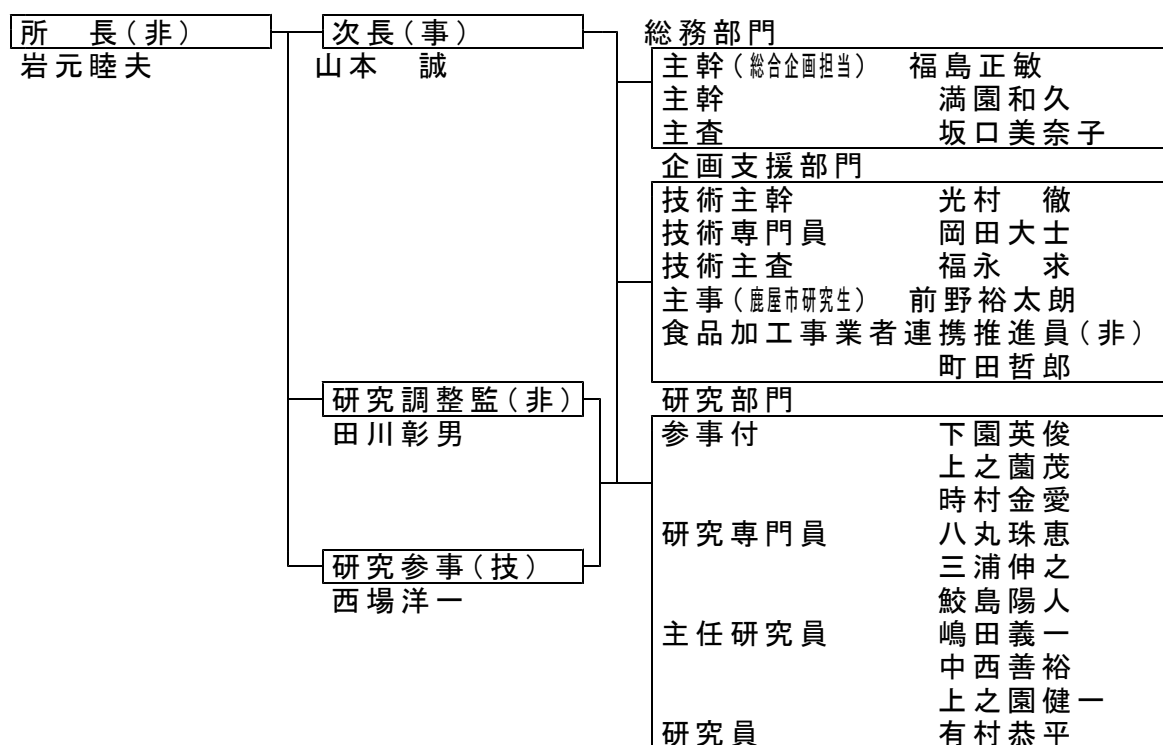 所　長(非)
岩元睦夫
次長(事)
山本　誠
総務部門
主幹(総合企画担当)　福島正敏
主幹　満園和久
主査　坂口美奈子
企画支援部門
技術主幹　光村　徹
技術専門員　岡田大士
技術主査　福永　求
主事(鹿屋市研究生)　前野裕太朗
食品加工事業者連携推進員(非)
町田哲郎
研究調整監(非)
田川彰男
研究参事(技)
西場洋一
研究部門
参事付　下園英俊
上之薗茂
時村金愛
研究専門員　八丸珠恵
三浦伸之
鮫島陽人
主任研究員　嶋田義一
中西善裕
上之園健一
研究員　有村恭平